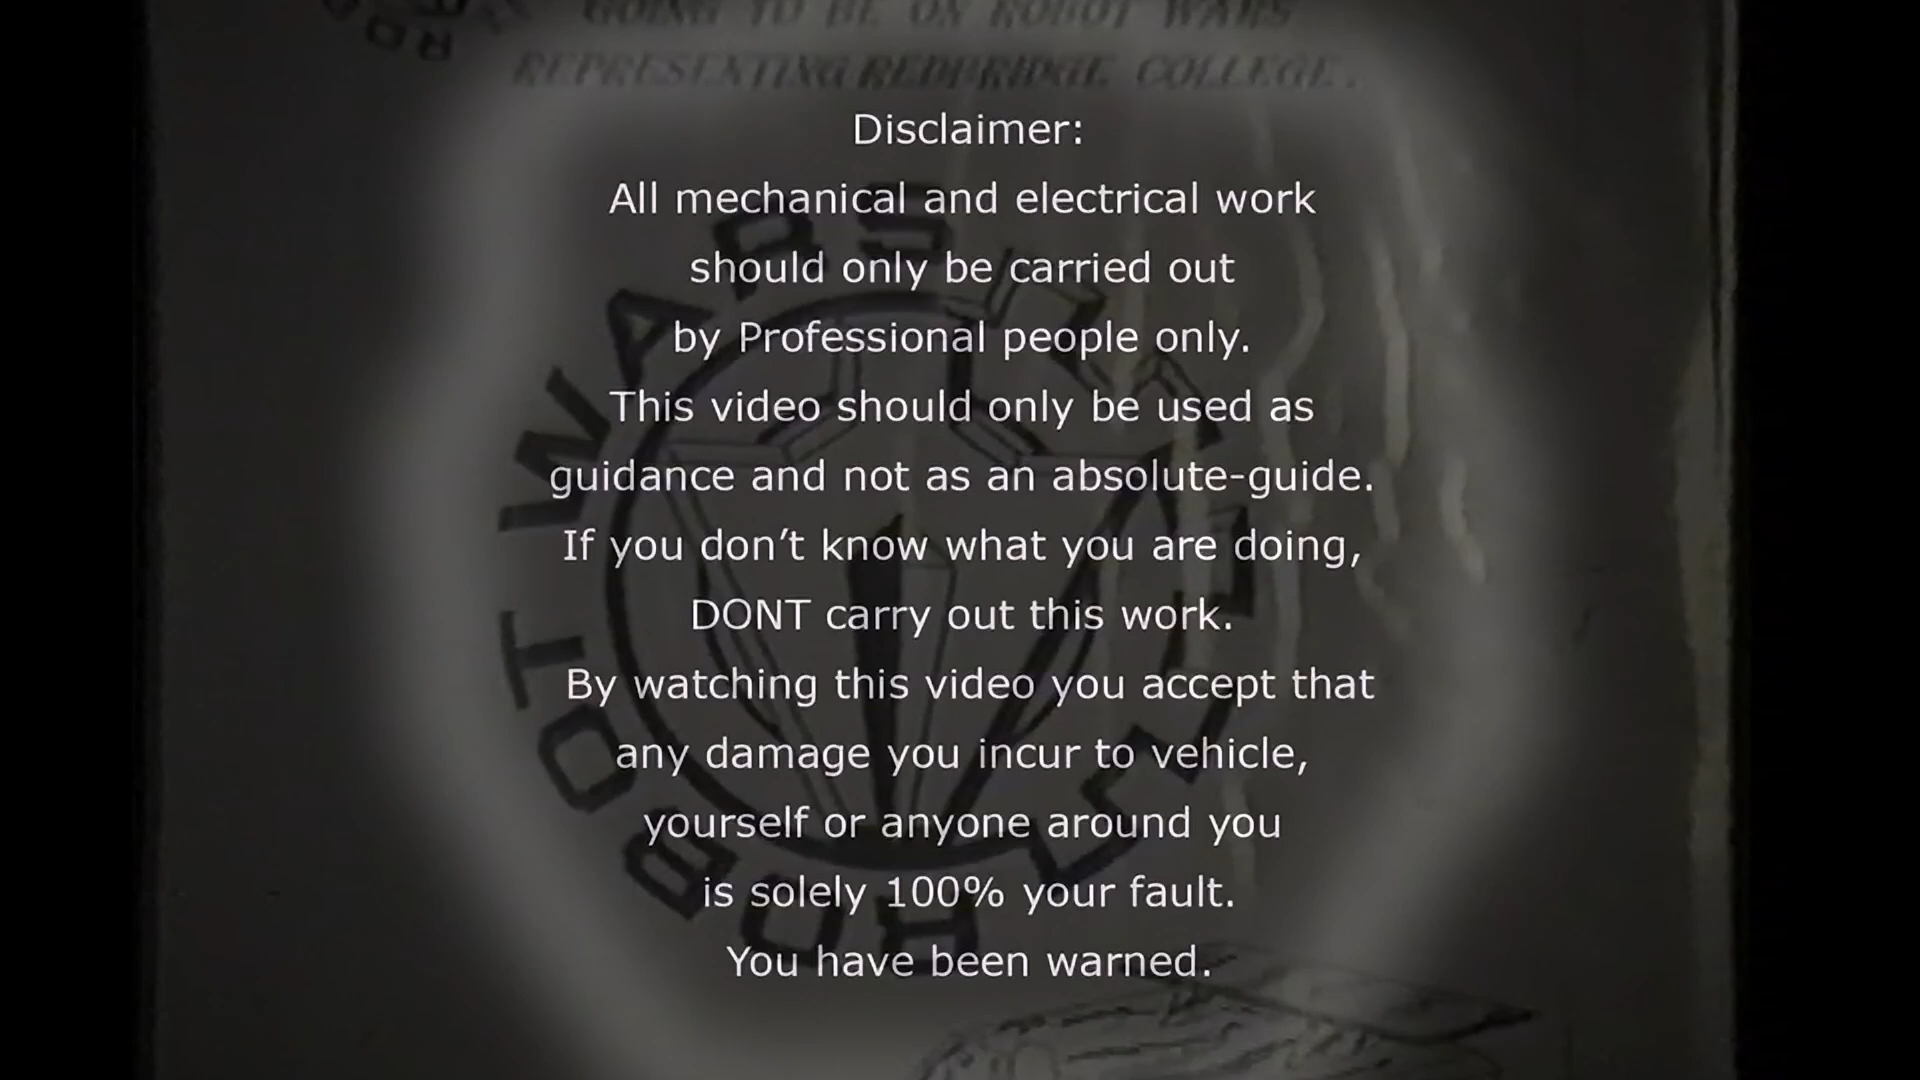 GOING TO BE ON ROBOT WARS
REPRESENTING REDBRIDGE COLLEGE.
Disclaimer:
All mechanical and electrical work
should only be carried out
by Professional people only.
This video should only be used as
guidance and not as an absolute-guide.
If you don’t know what you are doing,
DONT carry out this work.
By watching this video you accept that
any damage you incur to vehicle,
yourself or anyone around you
is solely 100% your fault.
You have been warned.
ROBOT WARS